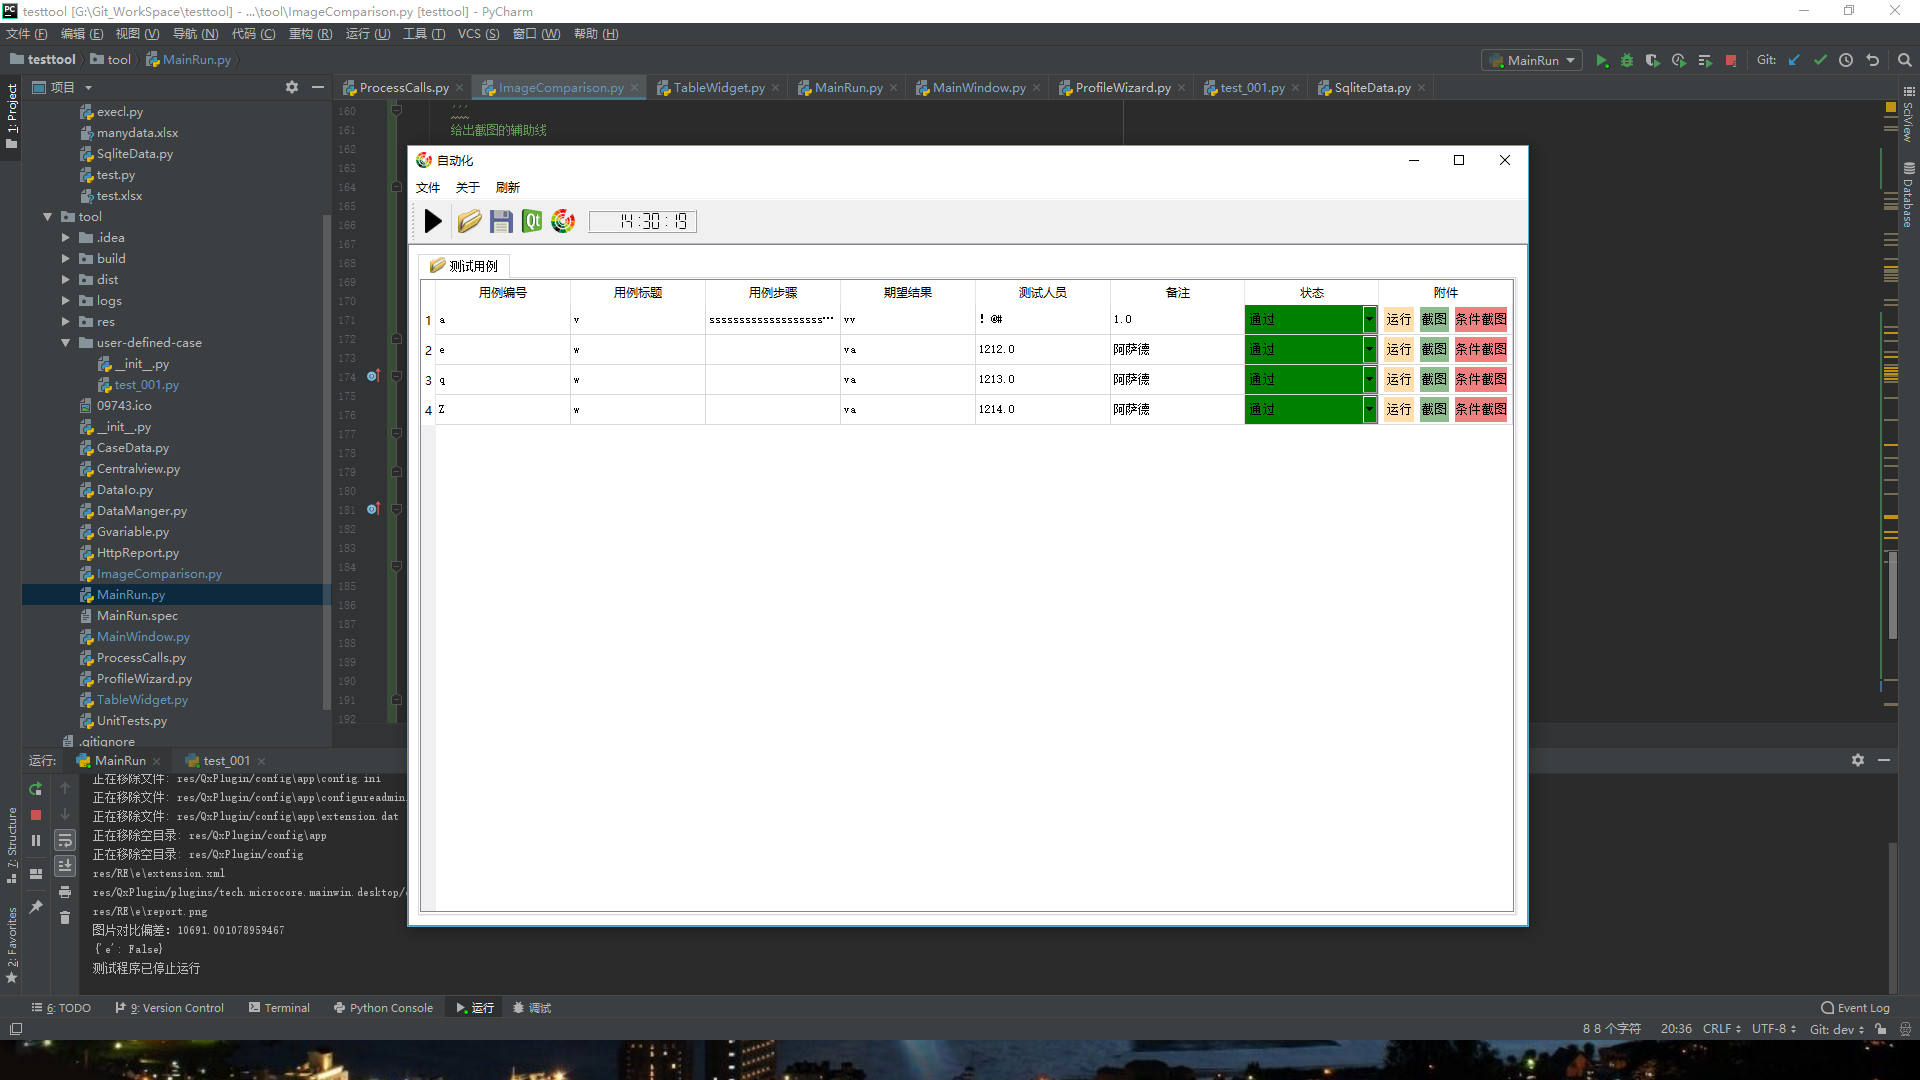 testtool [G:\Git_WorkSpace\testtool] - ...\tool\ImageComparison.py [testtool] - PyCharm
文件 (F) 编辑 (E) 视图 (V) 导航 (N) 代码 (C) 重构 (R) 运行 (U) 工具 (T) VCS (S) 窗口 (W) 帮助 (H)
testtool tool MainRun.py MainRun Git:
项目
ProcessCalls.py ImageComparison.py TableWidget.py MainRun.py MainWindow.py ProfileWizard.py test_001.py SqliteData.py
1: Project
7: Structure
2: Favorites
SciView
Database
execl.py
manydata.xlsx
SqliteData.py
test.py
test.xlsx
tool
.idea
build
dist
logs
res
user-defined-case
__init__.py
test_001.py
09743.ico
__init__.py
CaseData.py
Centralview.py
DataIo.py
DataManger.py
Gvariable.py
HttpReport.py
ImageComparison.py
MainRun.py
MainRun.spec
MainWindow.py
ProcessCalls.py
ProfileWizard.py
TableWidget.py
UnitTests.py
.gitignore
160 '''
161 给出截图的辅助线
162
163
164
165
166
167
168
169
170
171
172
173
174
175
176
177
178
179
180
181
182
183
184
185
186
187
188
189
190
191
192
自动化
文件 关于 刷新
Qt 14:30:19
测试用例
用例编号 用例标题 用例步骤 期望结果 测试人员 备注 状态 附件
1 a v sssssssssssssssssss... vv ! @# 1.0 通过 运行 截图 条件截图
2 e w va 1212.0 阿萨德 通过 运行 截图 条件截图
3 q w va 1213.0 阿萨德 通过 运行 截图 条件截图
4 Z w va 1214.0 阿萨德 通过 运行 截图 条件截图
运行: MainRun test_001
正在移除文件: res/QxPlugin/config\app\config.ini
正在移除文件: res/QxPlugin/config\app\configureadmin.
正在移除文件: res/QxPlugin/config\app\extension.dat
正在移除空目录: res/QxPlugin/config\app
正在移除空目录: res/QxPlugin/config
res/RE\e\extension.xml
res/QxPlugin/plugins/tech.microcore.mainwin.desktop/
res/RE\e\report.png
图片对比偏差: 10691.001078959467
{'e': False}
测试程序已停止运行
6: TODO 9: Version Control Terminal Python Console 运行 调试 Event Log
8 8 个字符 20:36 CRLF UTF-8 Git: dev